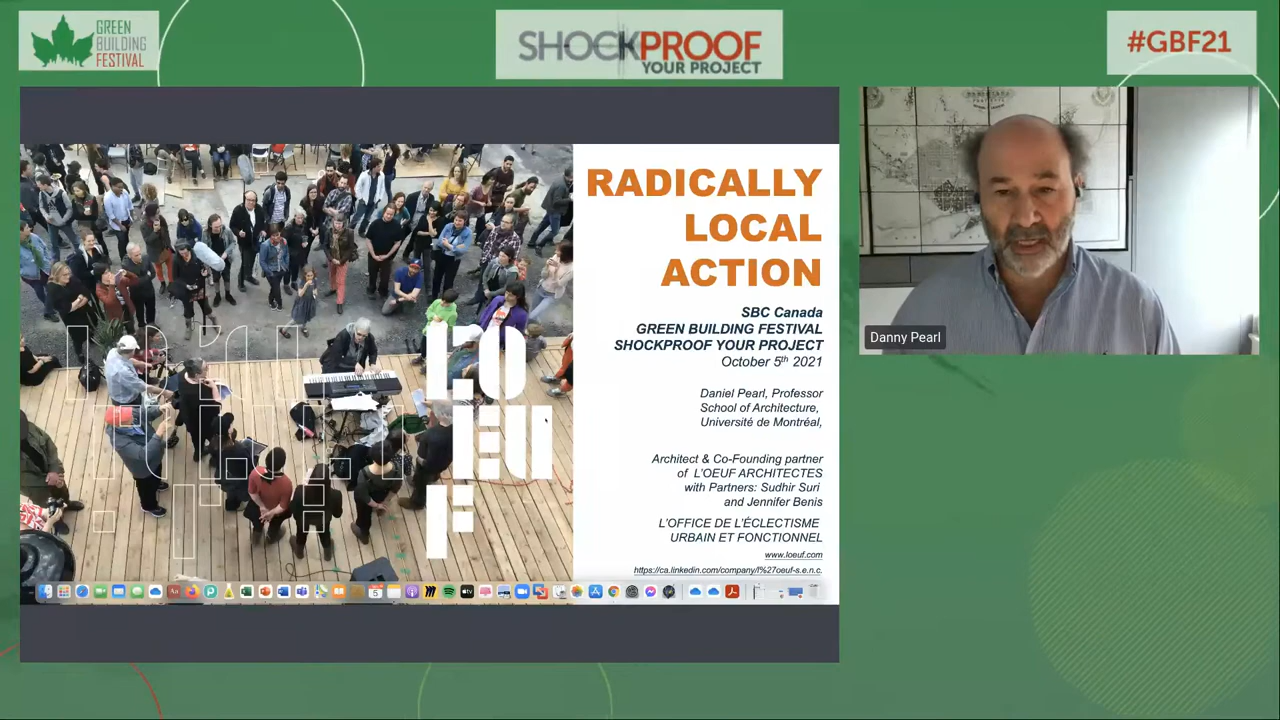 GREEN
BUILDING
FESTIVAL
SHOCKPROOF
YOUR PROJECT
#GBF21
RADICALLY
LOCAL
ACTION
SBC Canada
GREEN BUILDING FESTIVAL
SHOCKPROOF YOUR PROJECT
October 5th 2021
Daniel Pearl, Professor
School of Architecture,
Université de Montréal,
Architect & Co-Founding partner
of L'OEUF ARCHITECTES
with Partners: Sudhir Suri
and Jennifer Benis
L'OFFICE DE L'ÉCLECTISME
URBAIN ET FONCTIONNEL
www.loeuf.com
https://ca.linkedin.com/company/l%27oeuf-s.e.n.c.
LO
EU
F
Danny Pearl